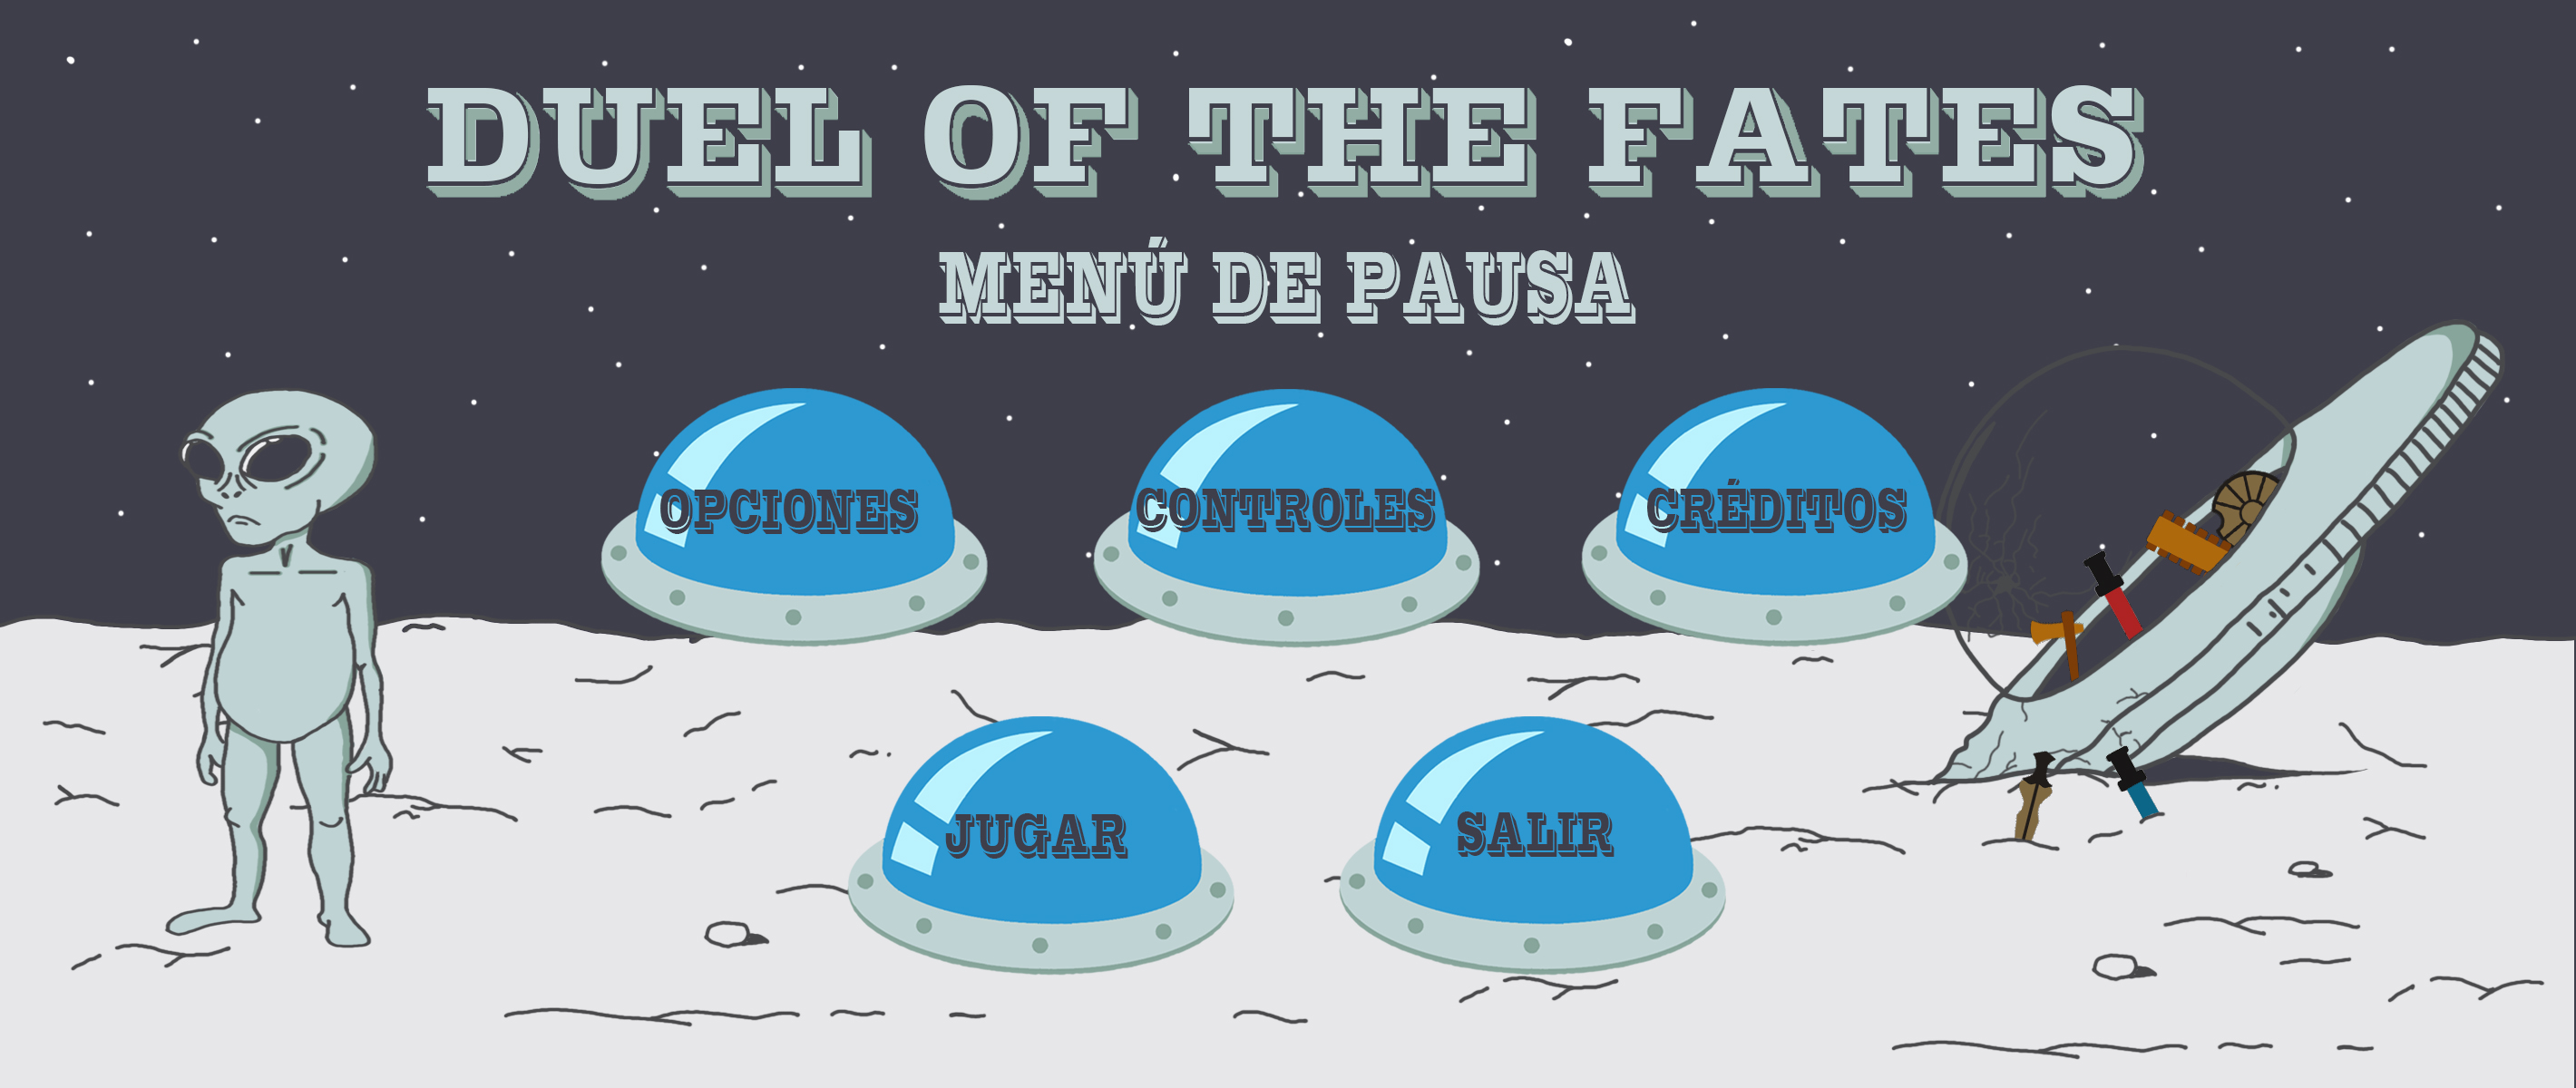 DUEL OF THE FATES
MENÚ DE PAUSA
OPCIONES
CONTROLES
CRÉDITOS
JUGAR
SALIR